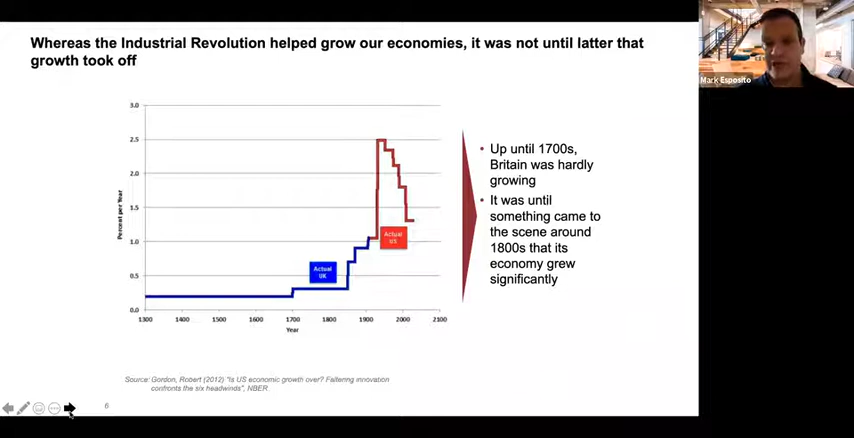 Whereas the Industrial Revolution helped grow our economies, it was not until latter that
growth took off
Mark Esposito
3.0
2.5
2.0
1.5
1.0
0.5
0.0
Percent per Year
Actual
UK
Actual
US
1300
1400
1500
1600
1700
1800
1900
2000
2100
Year
• Up until 1700s,
Britain was hardly
growing
• It was until
something came to
the scene around
1800s that its
economy grew
significantly
Source: Gordon, Robert (2012) "Is US economic growth over? Faltering innovation
confronts the six headwinds", NBER
6